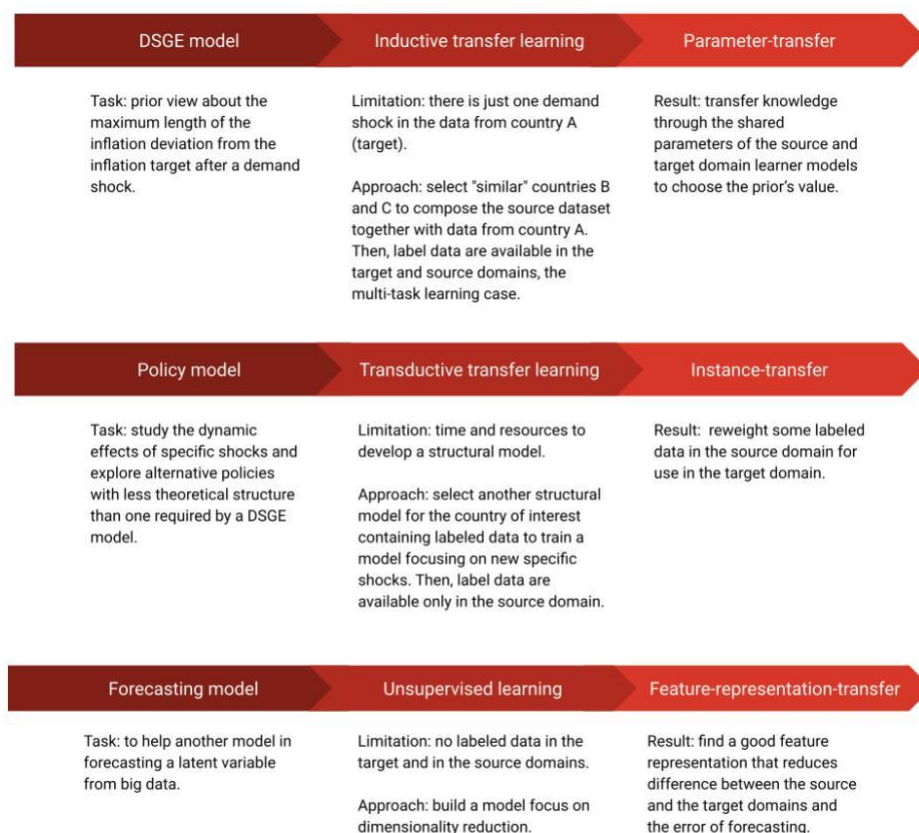 DSGE model
Inductive transfer learning
Parameter-transfer
Task: prior view about the
maximum length of the
inflation deviation from the
inflation target after a demand
shock.
Limitation: there is just one demand
shock in the data from country A
(target).
Approach: select "similar" countries B
and C to compose the source dataset
together with data from country A.
Then, label data are available in the
target and source domains, the
multi-task learning case.
Result: transfer knowledge
through the shared
parameters of the source and
target domain learner models
to choose the prior's value.
Policy model
Transductive transfer learning
Instance-transfer
Task: study the dynamic
effects of specific shocks and
explore alternative policies
with less theoretical structure
than one required by a DSGE
model.
Limitation: time and resources to
develop a structural model.
Approach: select another structural
model for the country of interest
containing labeled data to train a
model focusing on new specific
shocks. Then, label data are
available only in the source domain.
Result: reweight some labeled
data in the source domain for
use in the target domain.
Forecasting model
Unsupervised learning
Feature-representation-transfer
Task: to help another model in
forecasting a latent variable
from big data.
Limitation: no labeled data in the
target and in the source domains.
Approach: build a model focus on
dimensionality reduction.
Result: find a good feature
representation that reduces
difference between the source
and the target domains and
the error of forecasting.